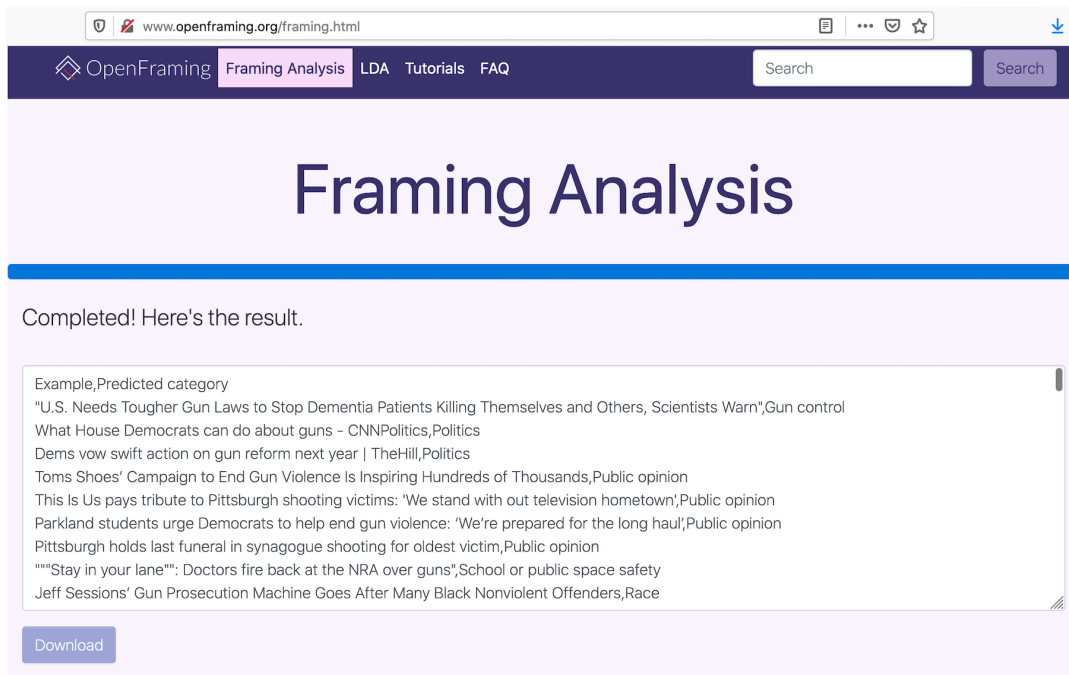 www.openframing.org/framing.html
OpenFraming Framing Analysis LDA Tutorials FAQ Search Search
Framing Analysis
Completed! Here's the result.
Example,Predicted category
"U.S. Needs Tougher Gun Laws to Stop Dementia Patients Killing Themselves and Others, Scientists Warn",Gun control
What House Democrats can do about guns - CNNPolitics,Politics
Dems vow swift action on gun reform next year | TheHill,Politics
Toms Shoes’ Campaign to End Gun Violence Is Inspiring Hundreds of Thousands,Public opinion
This Is Us pays tribute to Pittsburgh shooting victims: 'We stand with out television hometown',Public opinion
Parkland students urge Democrats to help end gun violence: ‘We’re prepared for the long haul’,Public opinion
Pittsburgh holds last funeral in synagogue shooting for oldest victim,Public opinion
"""Stay in your lane"": Doctors fire back at the NRA over guns",School or public space safety
Jeff Sessions’ Gun Prosecution Machine Goes After Many Black Nonviolent Offenders,Race
Download